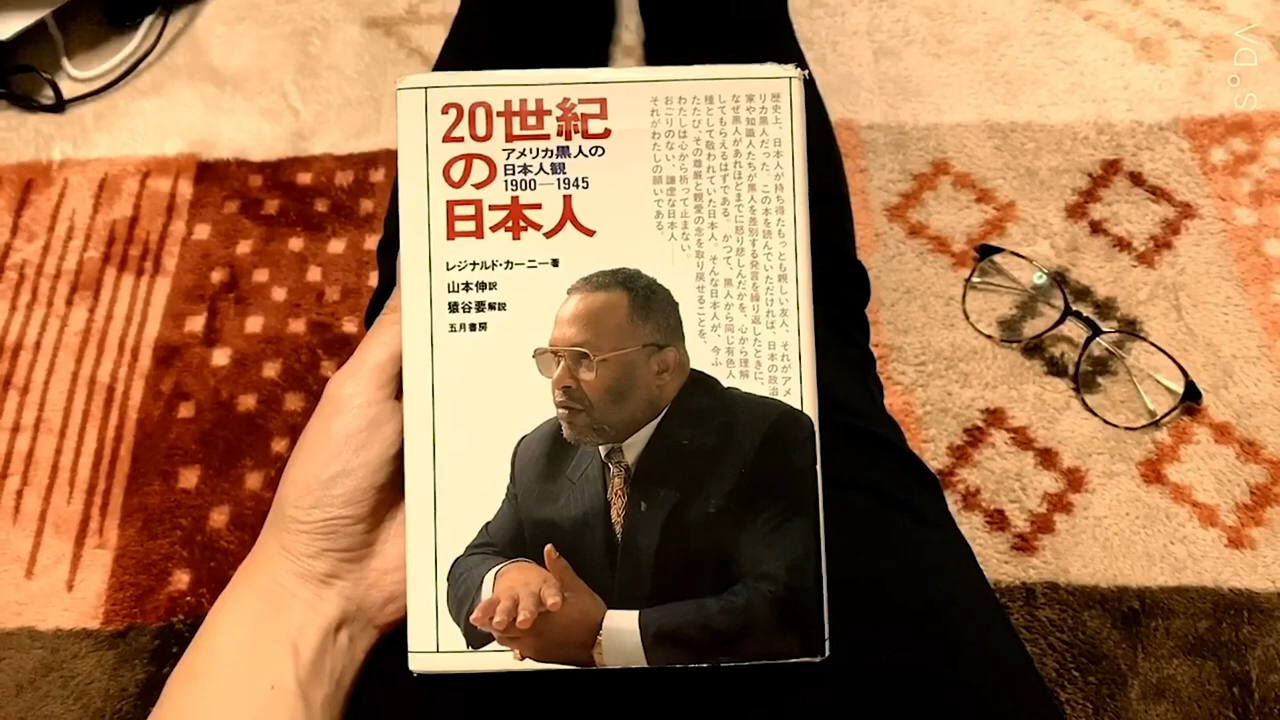 20世紀
の
アメリカ黒人の
日本人観
1900—1945
日本人
レジナルド・カーニー著
山本伸訳
猿谷要解説
五月書房
歴史上、日本人が持ち得たもっとも親しい友人、それがアメ
リカ黒人だった。この本を読んでいただければ、日本の政治
家や知識人たちが黒人を差別する発言を繰り返したときに、
なぜ黒人があれほどまでに怒り悲しんだかを、心から理解
してもらえるはずである。かつて、黒人から同じ有色人
種として敬われていた日本人。そんな日本人が、今ふ
たたび、その尊厳と親愛の念を取り戻せることを、
わたしは心から祈って止まない。
おごりのない、謙虚な日本人——
それがわたしの願いである。
SODA